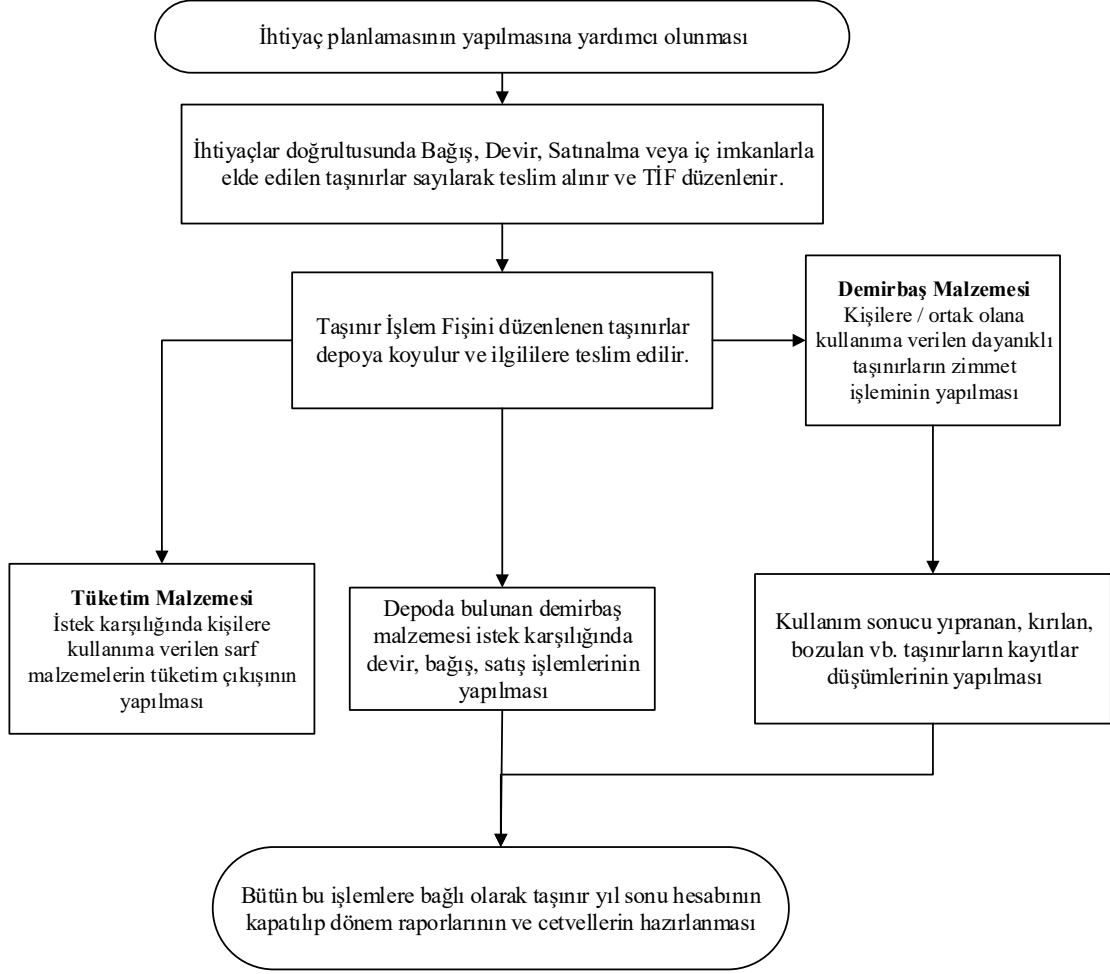 İhtiyaç planlamasının yapılmasına yardımcı olunması
İhtiyaçlar doğrultusunda Bağış, Devir, Satınalma veya iç imkanlarla
elde edilen taşınırlar sayılarak teslim alınır ve TİF düzenlenir.
Taşınır İşlem Fişini düzenlenen taşınırlar
depoya koyulur ve ilgililere teslim edilir.
Demirbaş Malzemesi
Kişilere / ortak olana
kullanıma verilen dayanıklı
taşınırların zimmet
işleminin yapılması
Tüketim Malzemesi
İstek karşılığında kişilere
kullanıma verilen sarf
malzemelerin tüketim çıkışının
yapılması
Depoda bulunan demirbaş
malzemesi istek karşılığında
devir, bağış, satış işlemlerinin
yapılması
Kullanım sonucu yıpranan, kırılan,
bozulan vb. taşınırların kayıtlar
düşümlerinin yapılması
Bütün bu işlemlere bağlı olarak taşınır yıl sonu hesabının
kapatılıp dönem raporlarının ve cetvellerin hazırlanması